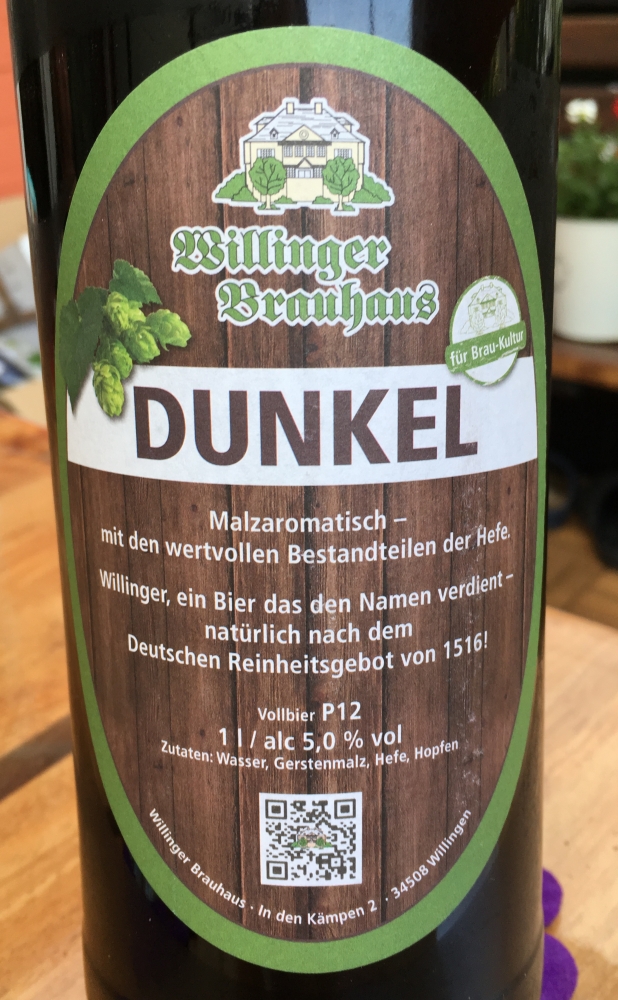 Willinger
Brauhaus
für Brau-Kultur
DUNKEL
Malzaromatisch –
mit den wertvollen Bestandteilen der Hefe.
Willinger, ein Bier das den Namen verdient –
natürlich nach dem
Deutschen Reinheitsgebot von 1516!
Vollbier P12
1 l / alc 5,0 % vol
Zutaten: Wasser, Gerstenmalz, Hefe, Hopfen
Willinger Brauhaus · In den Kämpen 2 · 34508 Willingen